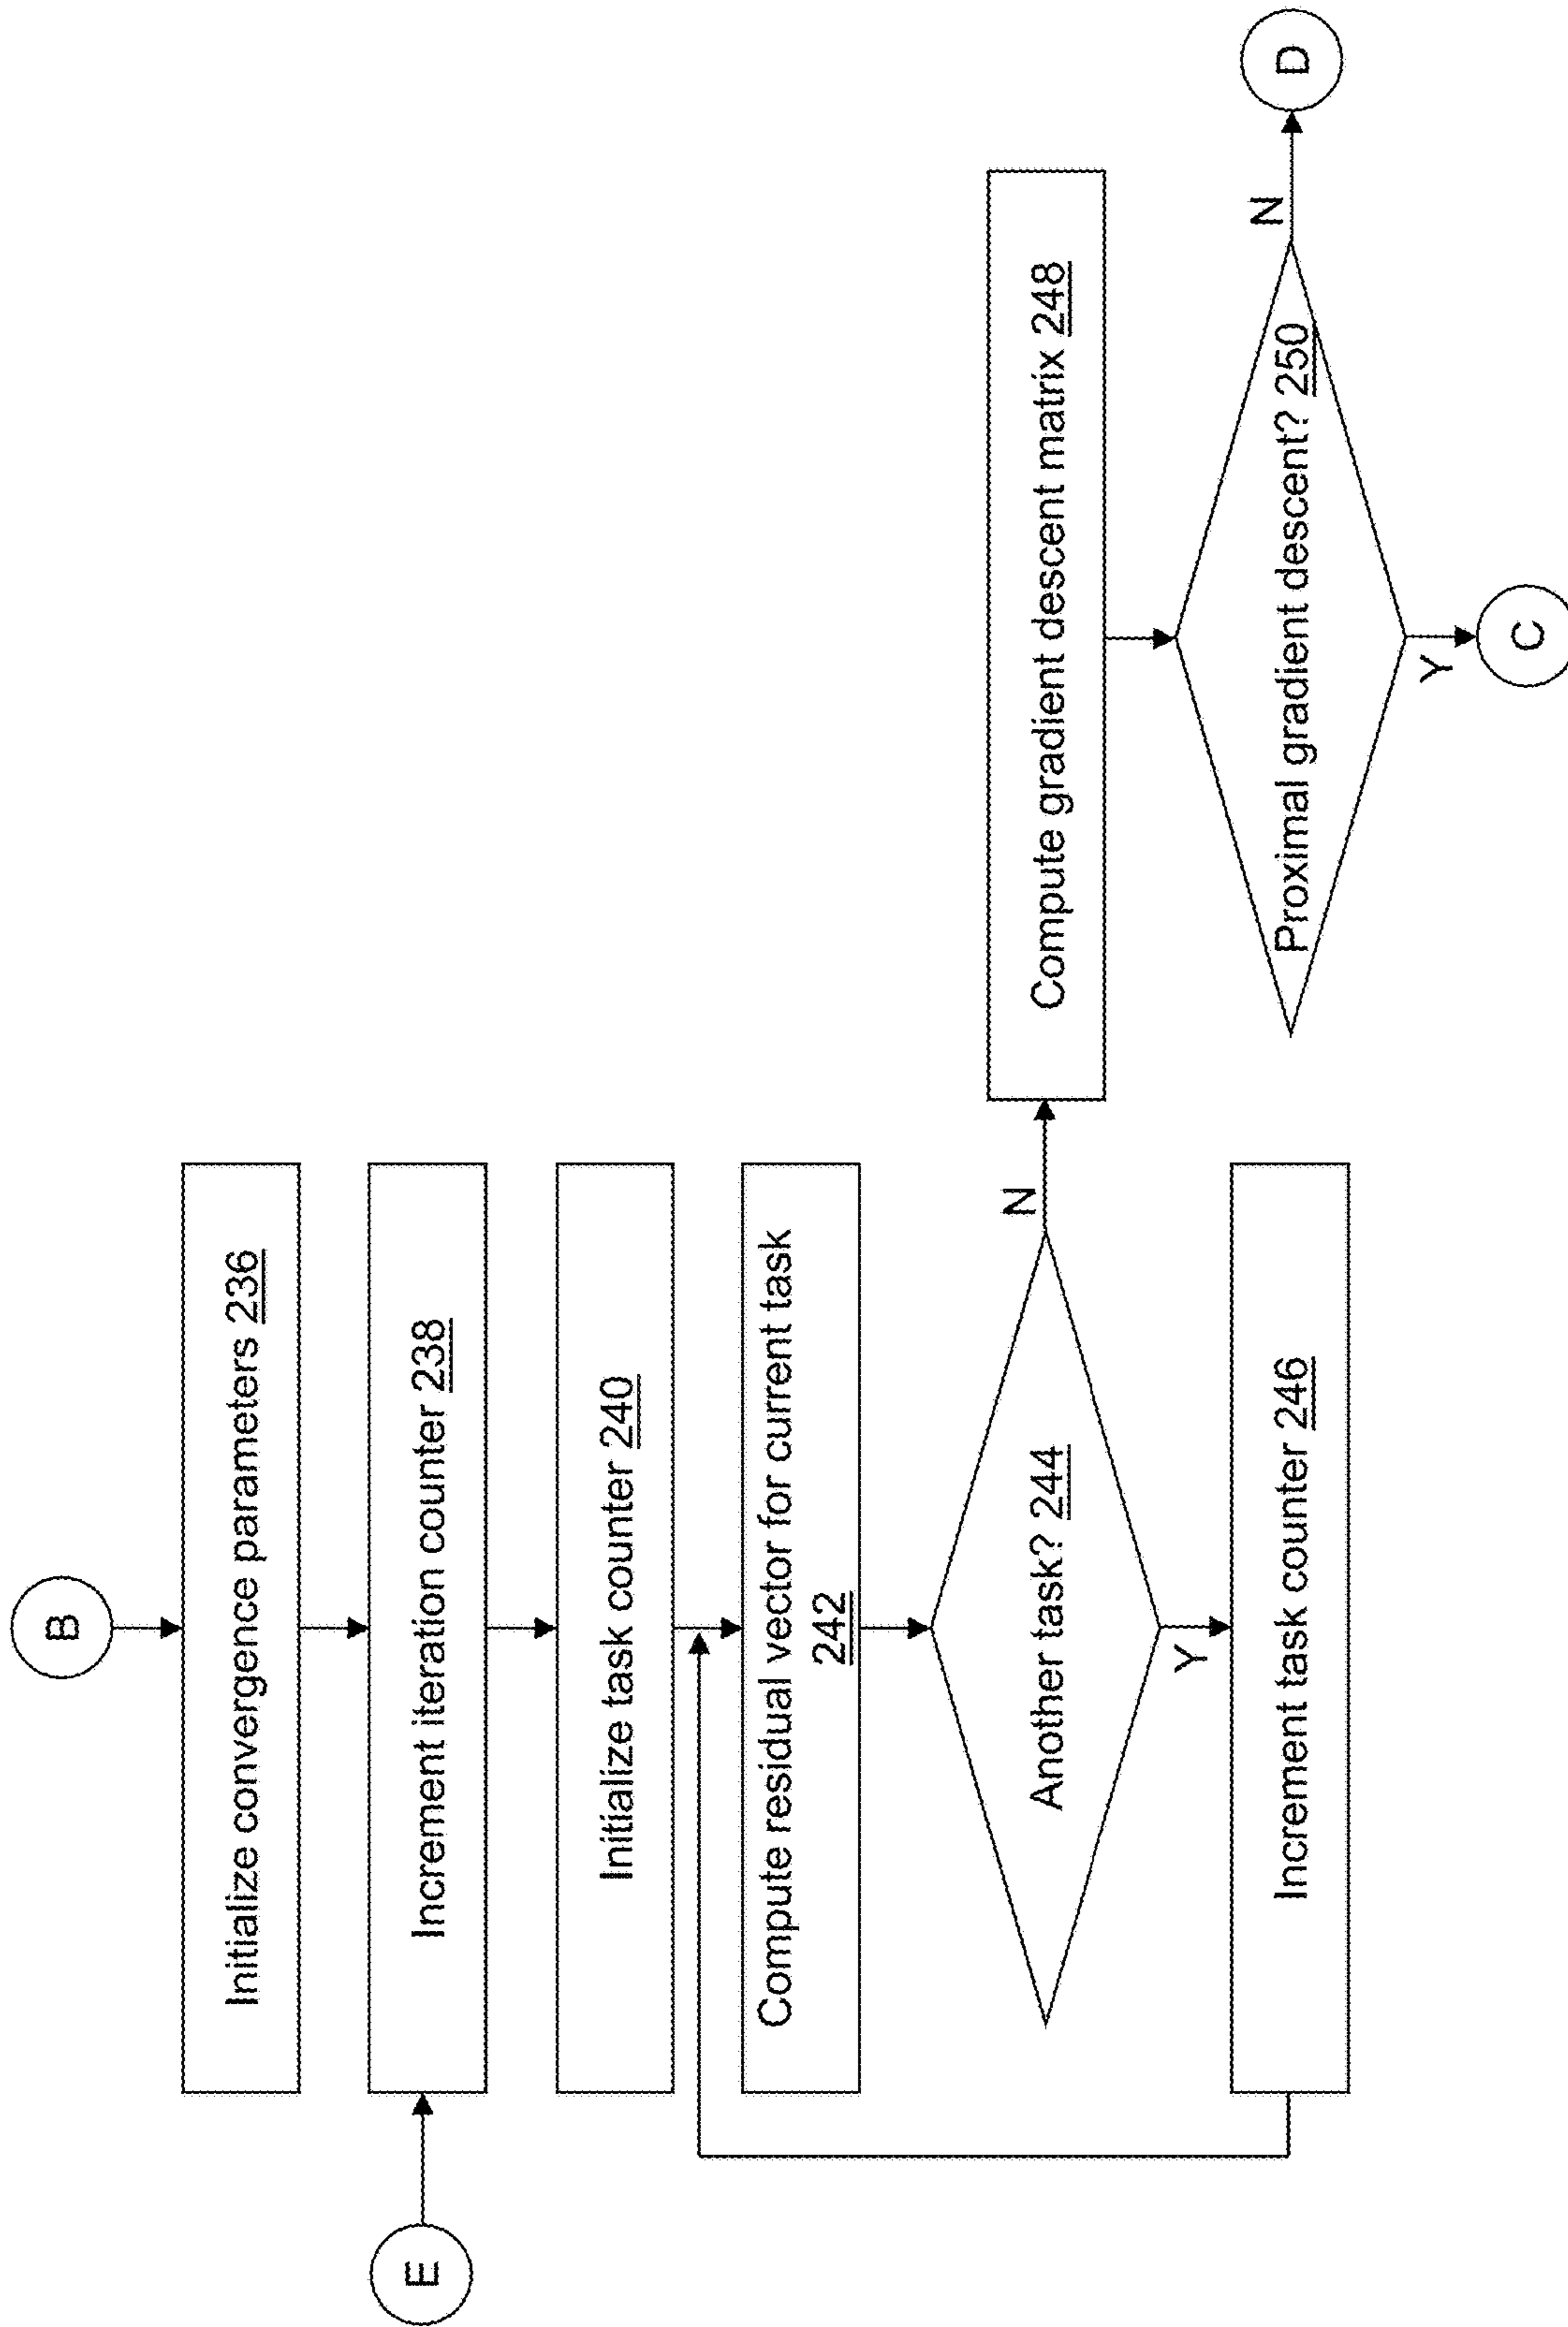 B
Initialize convergence parameters 236
E
Increment iteration counter 238
Initialize task counter 240
Compute residual vector for current task
242
Another task? 244
N
Y
Increment task counter 246
Compute gradient descent matrix 248
Proximal gradient descent? 250
N
D
Y
C